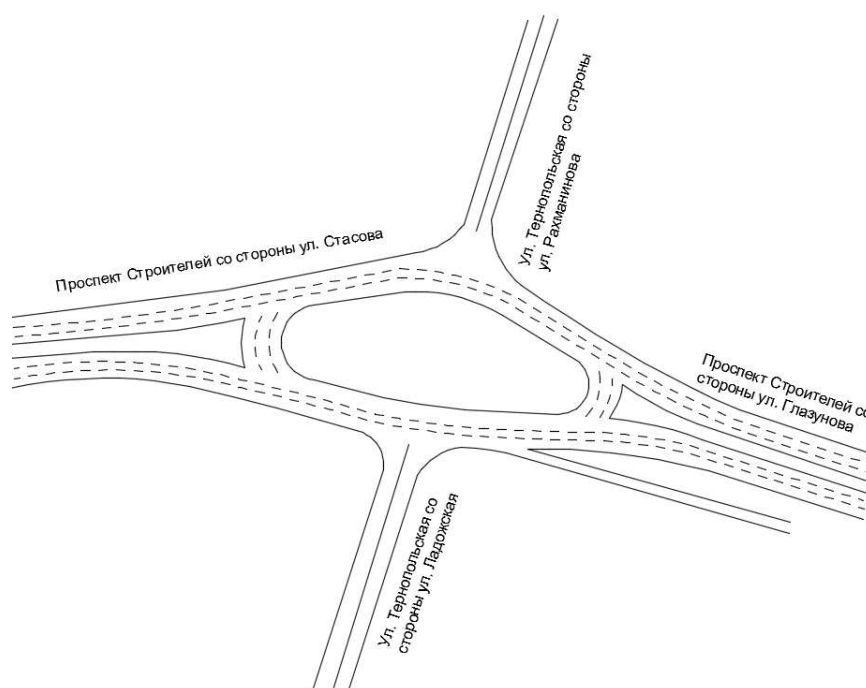 Ул. Тернопольская со стороны
ул. Рахманинова
Проспект Строителей со стороны ул. Стасова
Проспект Строителей со
стороны ул. Глазунова
Ул. Тернопольская со
стороны ул. Ладожская